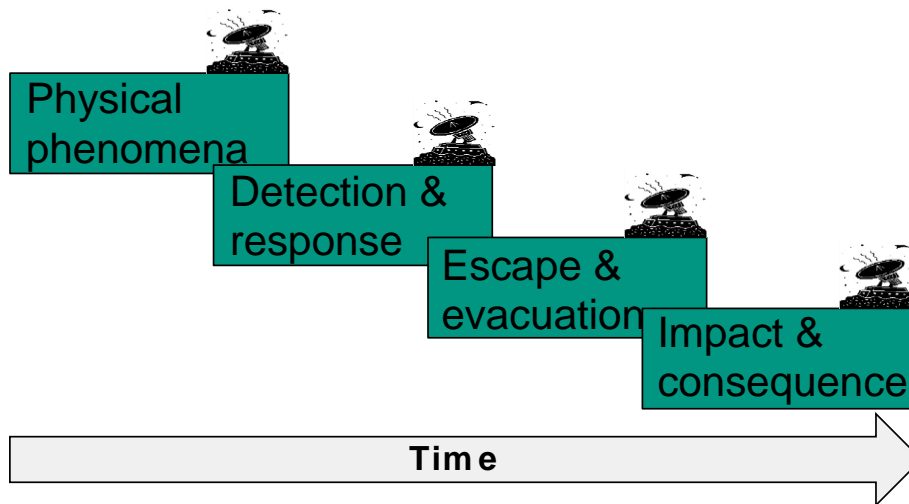 Physical
phenomena
Detection &
response
Escape &
evacuation
Impact &
consequence
Time